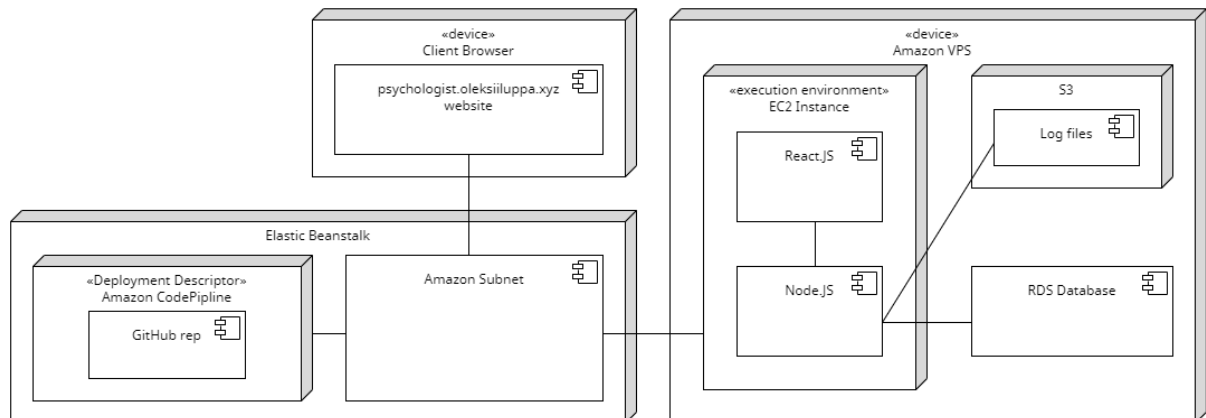 «device»
Client Browser
psychologist.oleksiiluppa.xyz
website
«device»
Amazon VPS
«execution environment»
EC2 Instance
React.JS
Node.JS
S3
Log files
RDS Database
Elastic Beanstalk
«Deployment Descriptor»
Amazon CodePipline
GitHub rep
Amazon Subnet